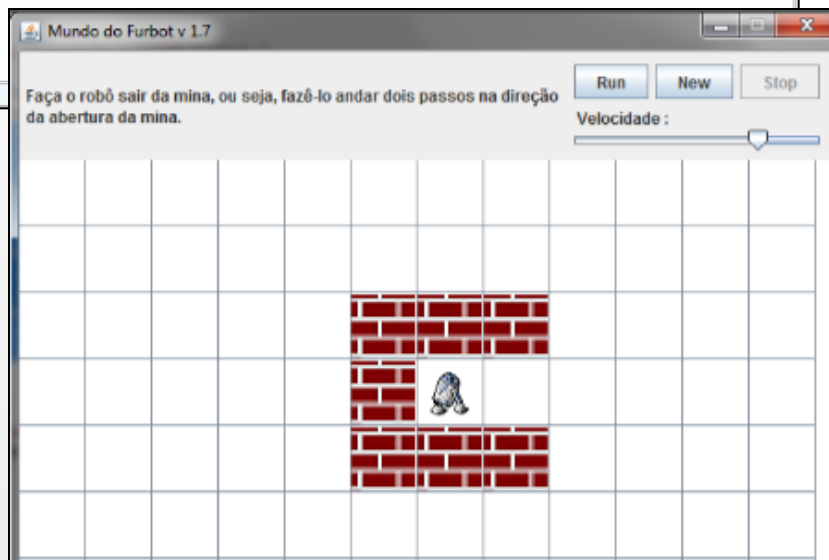 Mundo do Furbot v 1.7
Faça o robô sair da mina, ou seja, fazê-lo andar dois passos na direção
da abertura da mina.
Run New Stop
Velocidade :